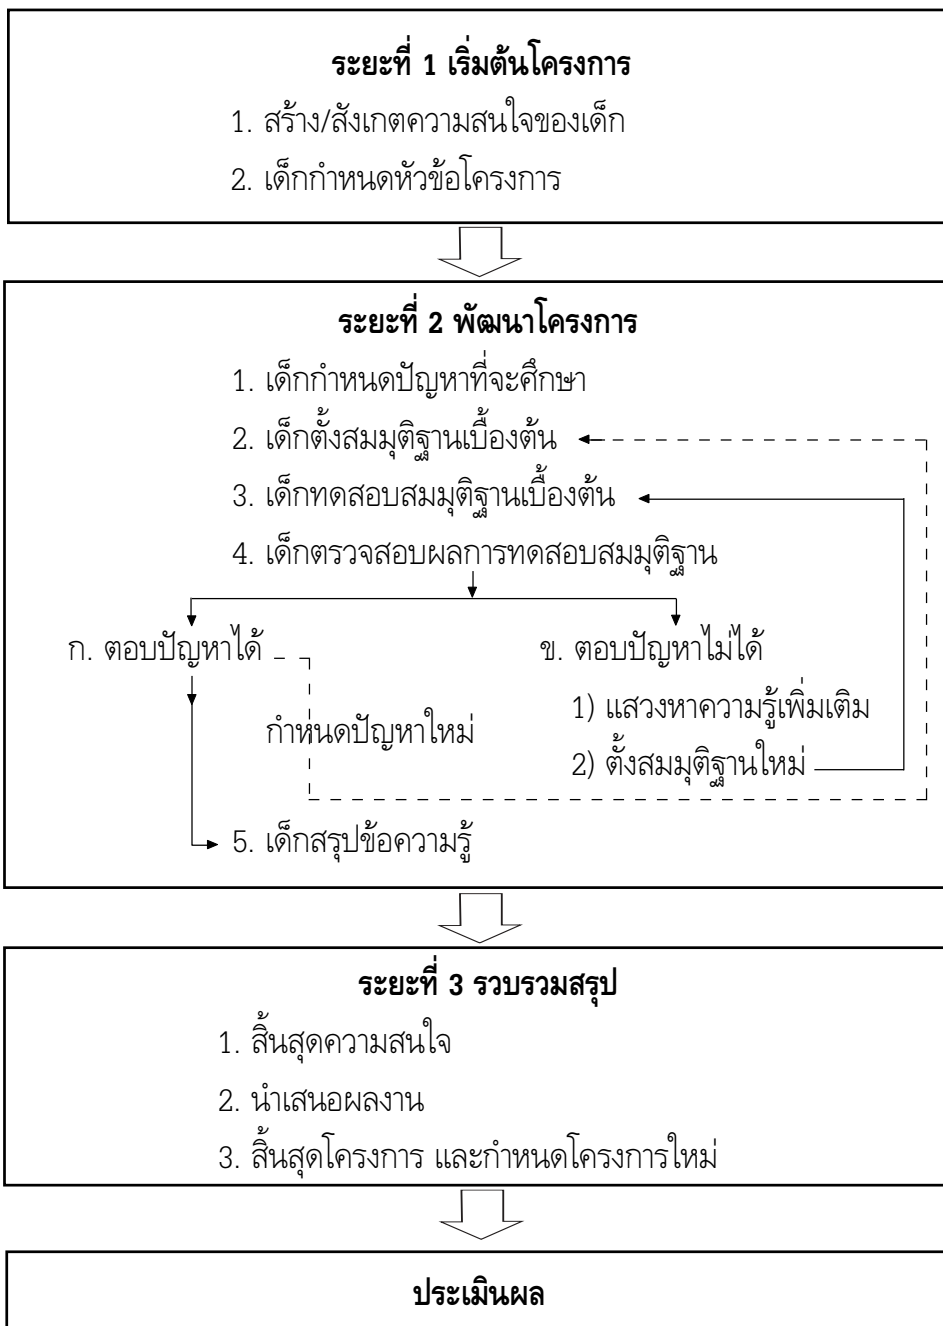 ระยะที่ 1 เริ่มต้นโครงการ
1. สร้าง/สังเกตความสนใจของเด็ก
2. เด็กกำหนดหัวข้อโครงการ
ระยะที่ 2 พัฒนาโครงการ
1. เด็กกำหนดปัญหาที่จะศึกษา
2. เด็กตั้งสมมุติฐานเบื้องต้น
3. เด็กทดสอบสมมุติฐานเบื้องต้น
4. เด็กตรวจสอบผลการทดสอบสมมุติฐาน
ก. ตอบปัญหาได้
กำหนดปัญหาใหม่
ข. ตอบปัญหาไม่ได้
1) แสวงหาความรู้เพิ่มเติม
2) ตั้งสมมุติฐานใหม่
5. เด็กสรุปข้อความรู้
ระยะที่ 3 รวบรวมสรุป
1. สิ้นสุดความสนใจ
2. นำเสนอผลงาน
3. สิ้นสุดโครงการ และกำหนดโครงการใหม่
ประเมินผล